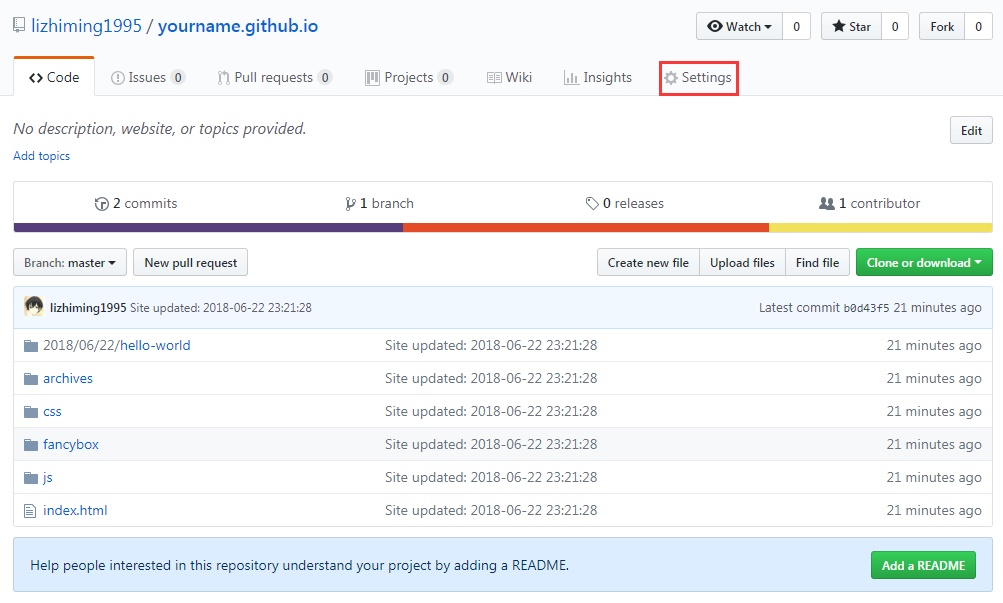 lizhiming1995 / yourname.github.io Watch 0 Star 0 Fork 0
Code Issues 0 Pull requests 0 Projects 0 Wiki Insights Settings
No description, website, or topics provided. Edit
Add topics
2 commits 1 branch 0 releases 1 contributor
Branch: master New pull request Create new file Upload files Find file Clone or download
lizhiming1995 Site updated: 2018-06-22 23:21:28 Latest commit b0d43f5 21 minutes ago
2018/06/22/hello-world Site updated: 2018-06-22 23:21:28 21 minutes ago
archives Site updated: 2018-06-22 23:21:28 21 minutes ago
css Site updated: 2018-06-22 23:21:28 21 minutes ago
fancybox Site updated: 2018-06-22 23:21:28 21 minutes ago
js Site updated: 2018-06-22 23:21:28 21 minutes ago
index.html Site updated: 2018-06-22 23:21:28 21 minutes ago
Help people interested in this repository understand your project by adding a README. Add a README